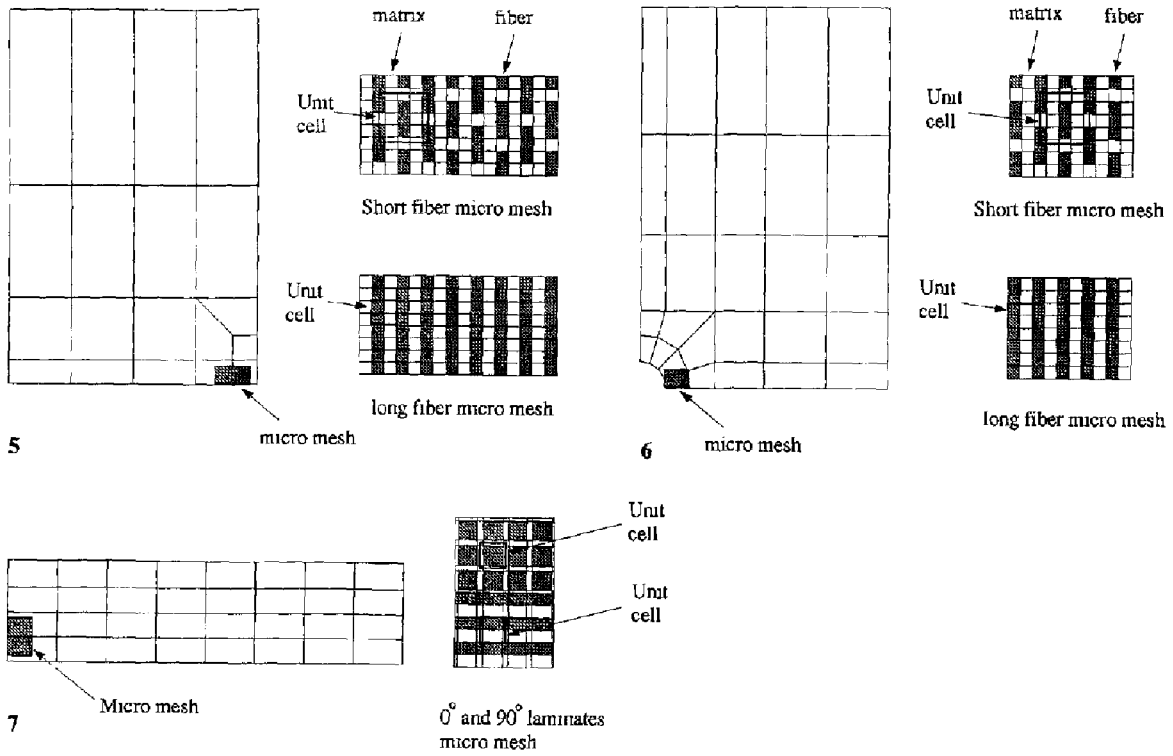 matrix
fiber
Unit
cell
Short fiber micro mesh
Unit
cell
long fiber micro mesh
micro mesh
5
matrix
fiber
Unit
cell
Short fiber micro mesh
Unit
cell
long fiber micro mesh
micro mesh
6
Unit
cell
Unit
cell
Micro mesh
7
0° and 90° laminates
micro mesh